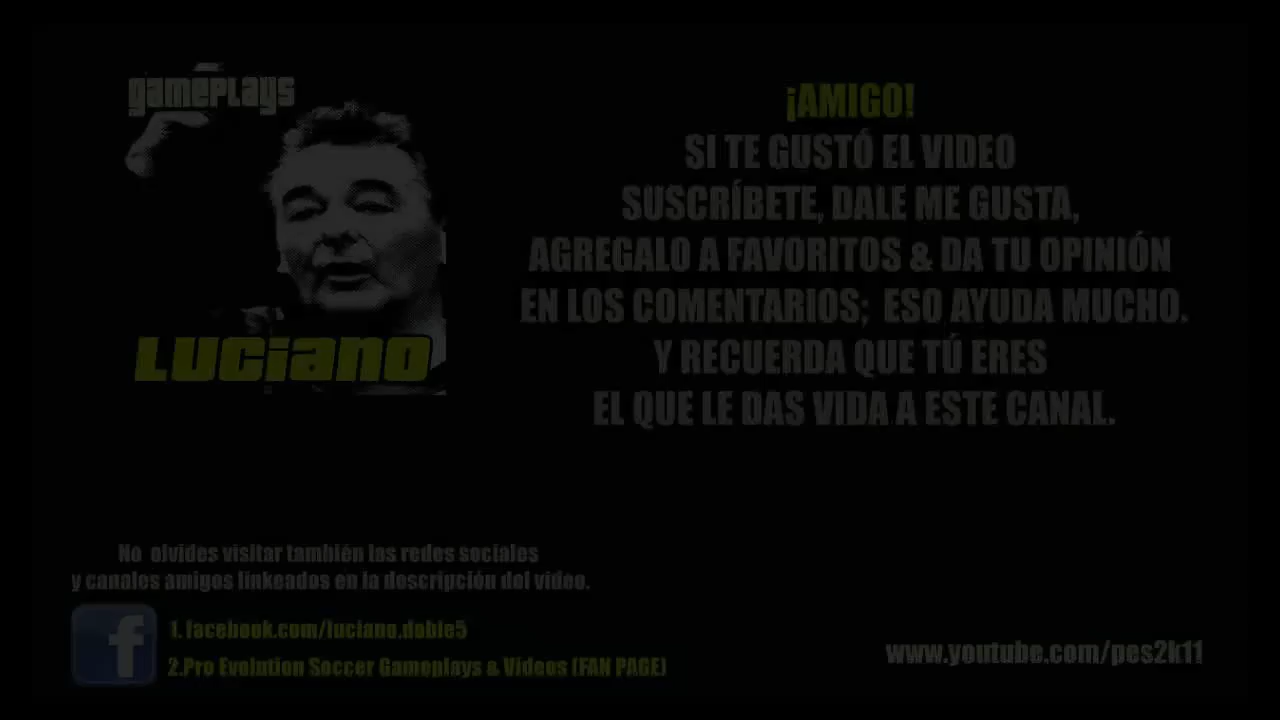 gamePlays
LUCIANO
¡AMIGO!
SI TE GUSTÓ EL VIDEO
SUSCRÍBETE, DALE ME GUSTA,
AGREGALO A FAVORITOS & DA TU OPINIÓN
EN LOS COMENTARIOS; ESO AYUDA MUCHO.
Y RECUERDA QUE TÚ ERES
EL QUE LE DAS VIDA A ESTE CANAL.
No olvides visitar también las redes sociales
y canales amigos linkeados en la descripción del video.
f
1. facebook.com/luciano.doble5
2.Pro Evolution Soccer Gameplays & Vídeos (FAN PAGE)
www.youtube.com/pes2k11